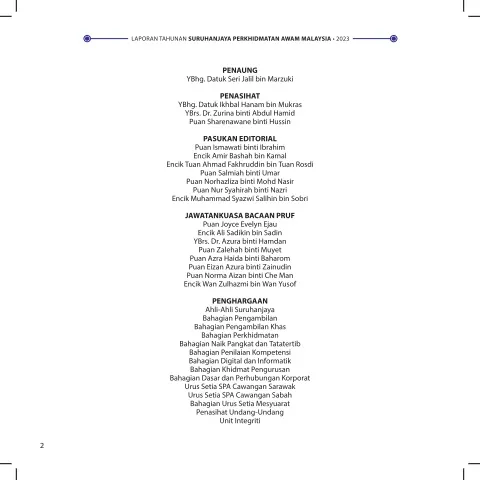 LAPORAN TAHUNAN SURUHANJAYA PERKHIDMATAN AWAM MALAYSIA • 2023
PENAUNG
YBhg. Datuk Seri Jalil bin Marzuki
PENASIHAT
YBhg. Datuk Ikhbal Hanam bin Mukras
YBrs. Dr. Zurina binti Abdul Hamid
Puan Sharenawane binti Hussin
PASUKAN EDITORIAL
Puan Ismawati binti Ibrahim
Encik Amir Bashah bin Kamal
Encik Tuan Ahmad Fakhruddin bin Tuan Rosdi
Puan Salmiah binti Umar
Puan Norhazliza binti Mohd Nasir
Puan Nur Syahirah binti Nazri
Encik Muhammad Syazwi Salihin bin Sobri
JAWATANKUASA BACAAN PRUF
Puan Joyce Evelyn Ejau
Encik Ali Sadikin bin Sadin
YBrs. Dr. Azura binti Hamdan
Puan Zalehah binti Muyet
Puan Azra Haida binti Baharom
Puan Eizan Azura binti Zainudin
Puan Norma Aizan binti Che Man
Encik Wan Zulhazmi bin Wan Yusof
PENGHARGAAN
Ahli-Ahli Suruhanjaya
Bahagian Pengambilan
Bahagian Pengambilan Khas
Bahagian Perkhidmatan
Bahagian Naik Pangkat dan Tatatertib
Bahagian Penilaian Kompetensi
Bahagian Digital dan Informatik
Bahagian Khidmat Pengurusan
Bahagian Dasar dan Perhubungan Korporat
Urus Setia SPA Cawangan Sarawak
Urus Setia SPA Cawangan Sabah
Bahagian Urus Setia Mesyuarat
Penasihat Undang-Undang
Unit Integriti
2